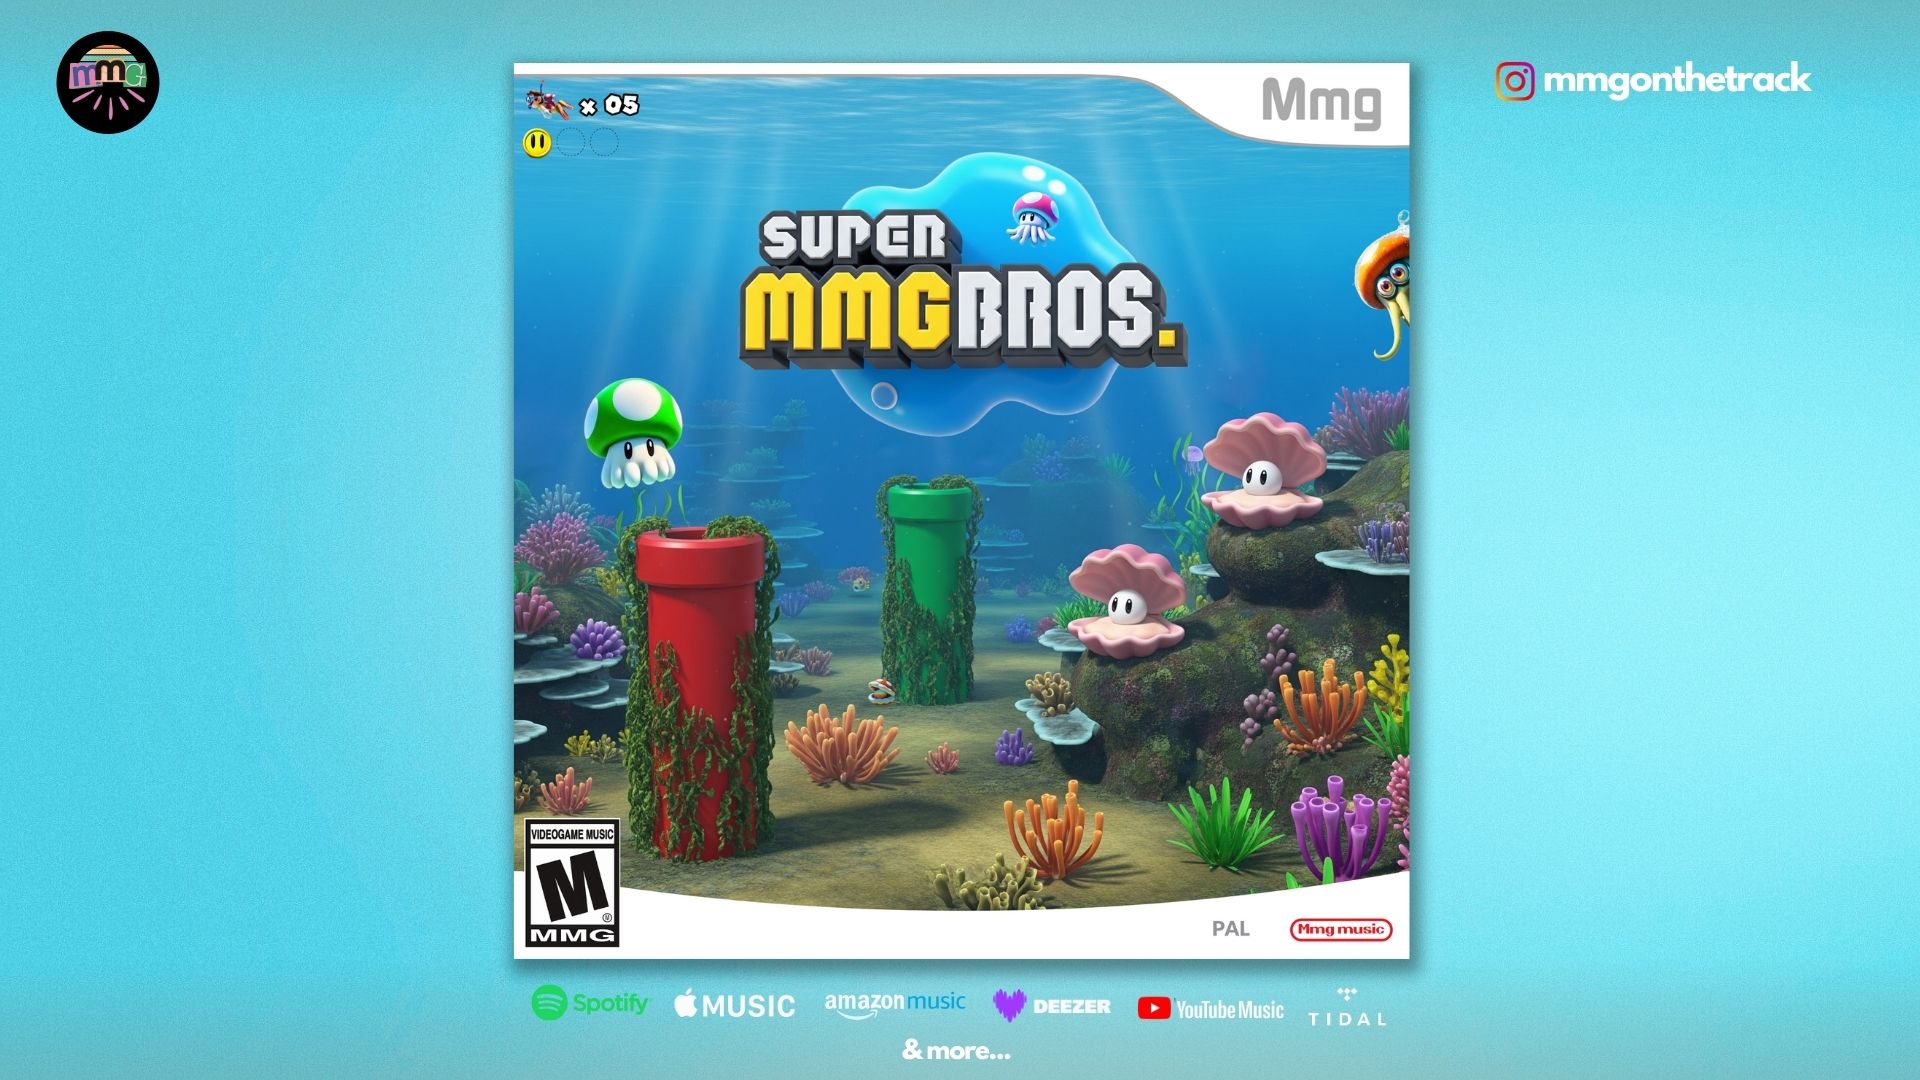 mmg
mmgonthetrack
Mmg
x 05
SUPER
MMGBROS.
VIDEOGAME MUSIC
M
MMG
PAL
Mmg music
Spotify
MUSIC
amazon music
DEEZER
YouTube Music
TIDAL
& more...